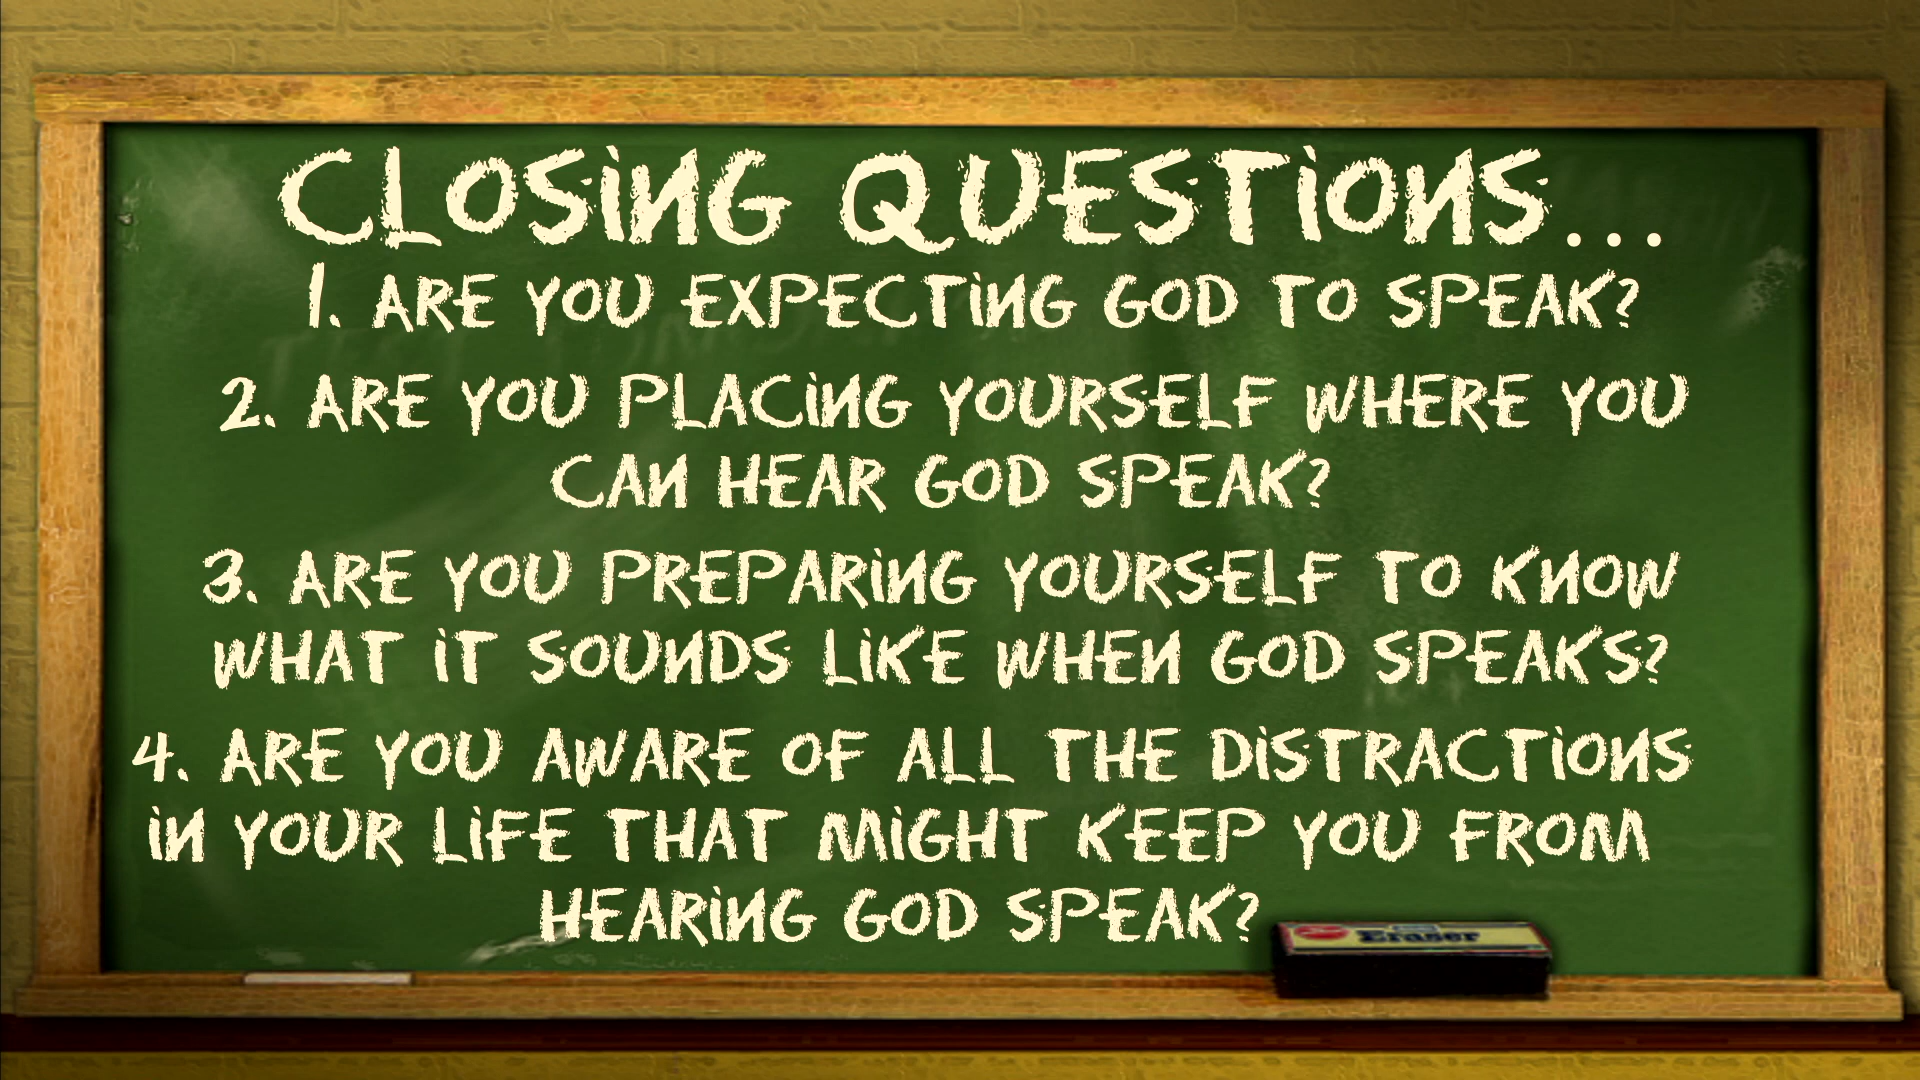 CLOSING QUESTIONS...
1. ARE YOU EXPECTING GOD TO SPEAK?
2. ARE YOU PLACING YOURSELF WHERE YOU
CAN HEAR GOD SPEAK?
3. ARE YOU PREPARING YOURSELF TO KNOW
WHAT IT SOUNDS LIKE WHEN GOD SPEAKS?
4. ARE YOU AWARE OF ALL THE DISTRACTIONS
IN YOUR LIFE THAT MIGHT KEEP YOU FROM
HEARING GOD SPEAK?
Eraser